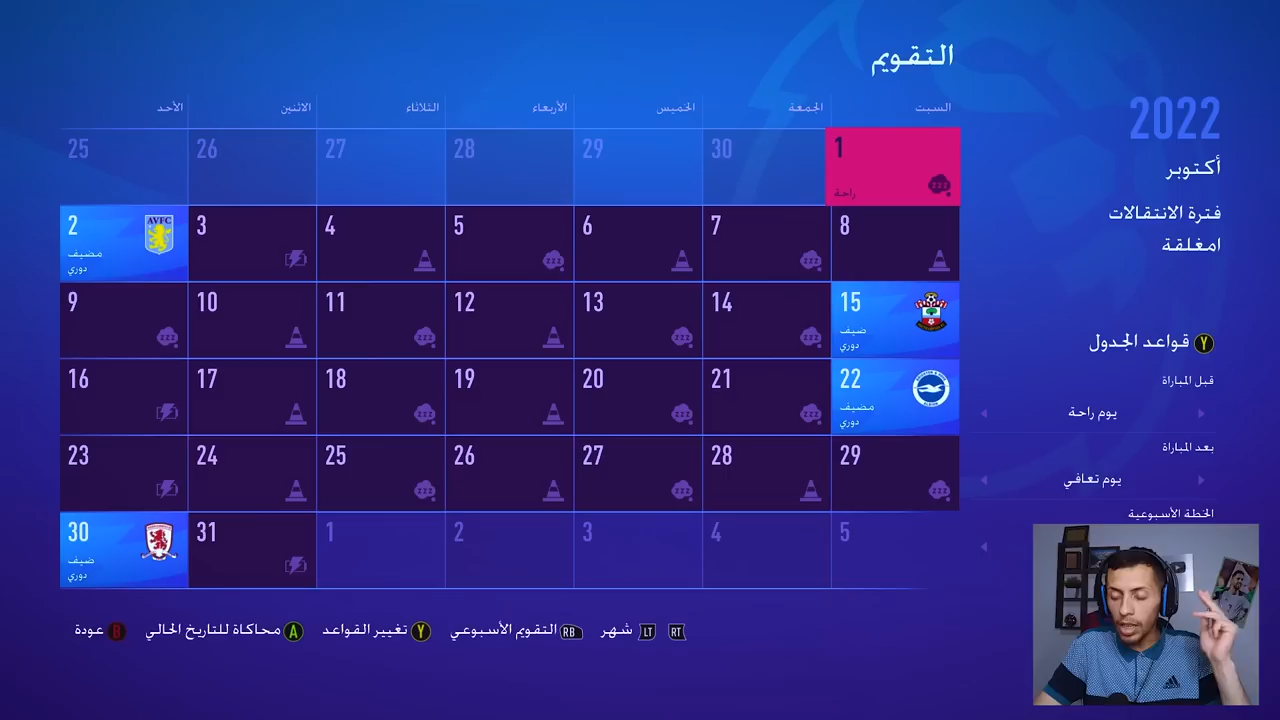 التقويم
2022
أكتوبر
فترة الانتقالات
امغلقة
الأحد الاثنين الثلاثاء الأربعاء الخميس الجمعة السبت
25 26 27 28 29 30 1
راحة
2 3 4 5 6 7 8
AVFC
مضيف
دوري
9 10 11 12 13 14 15
ضيف
دوري
16 17 18 19 20 21 22
مضيف
دوري
23 24 25 26 27 28 29
30 31 1 2 3 4 5
ضيف
دوري
Y قواعد الجدول
قبل المباراة
يوم راحة
بعد المباراة
يوم تعافي
الخطة الأسبوعية
RT LT شهر RB التقويم الأسبوعي Y تغيير القواعد A محاكاة للتاريخ الحالي B عودة